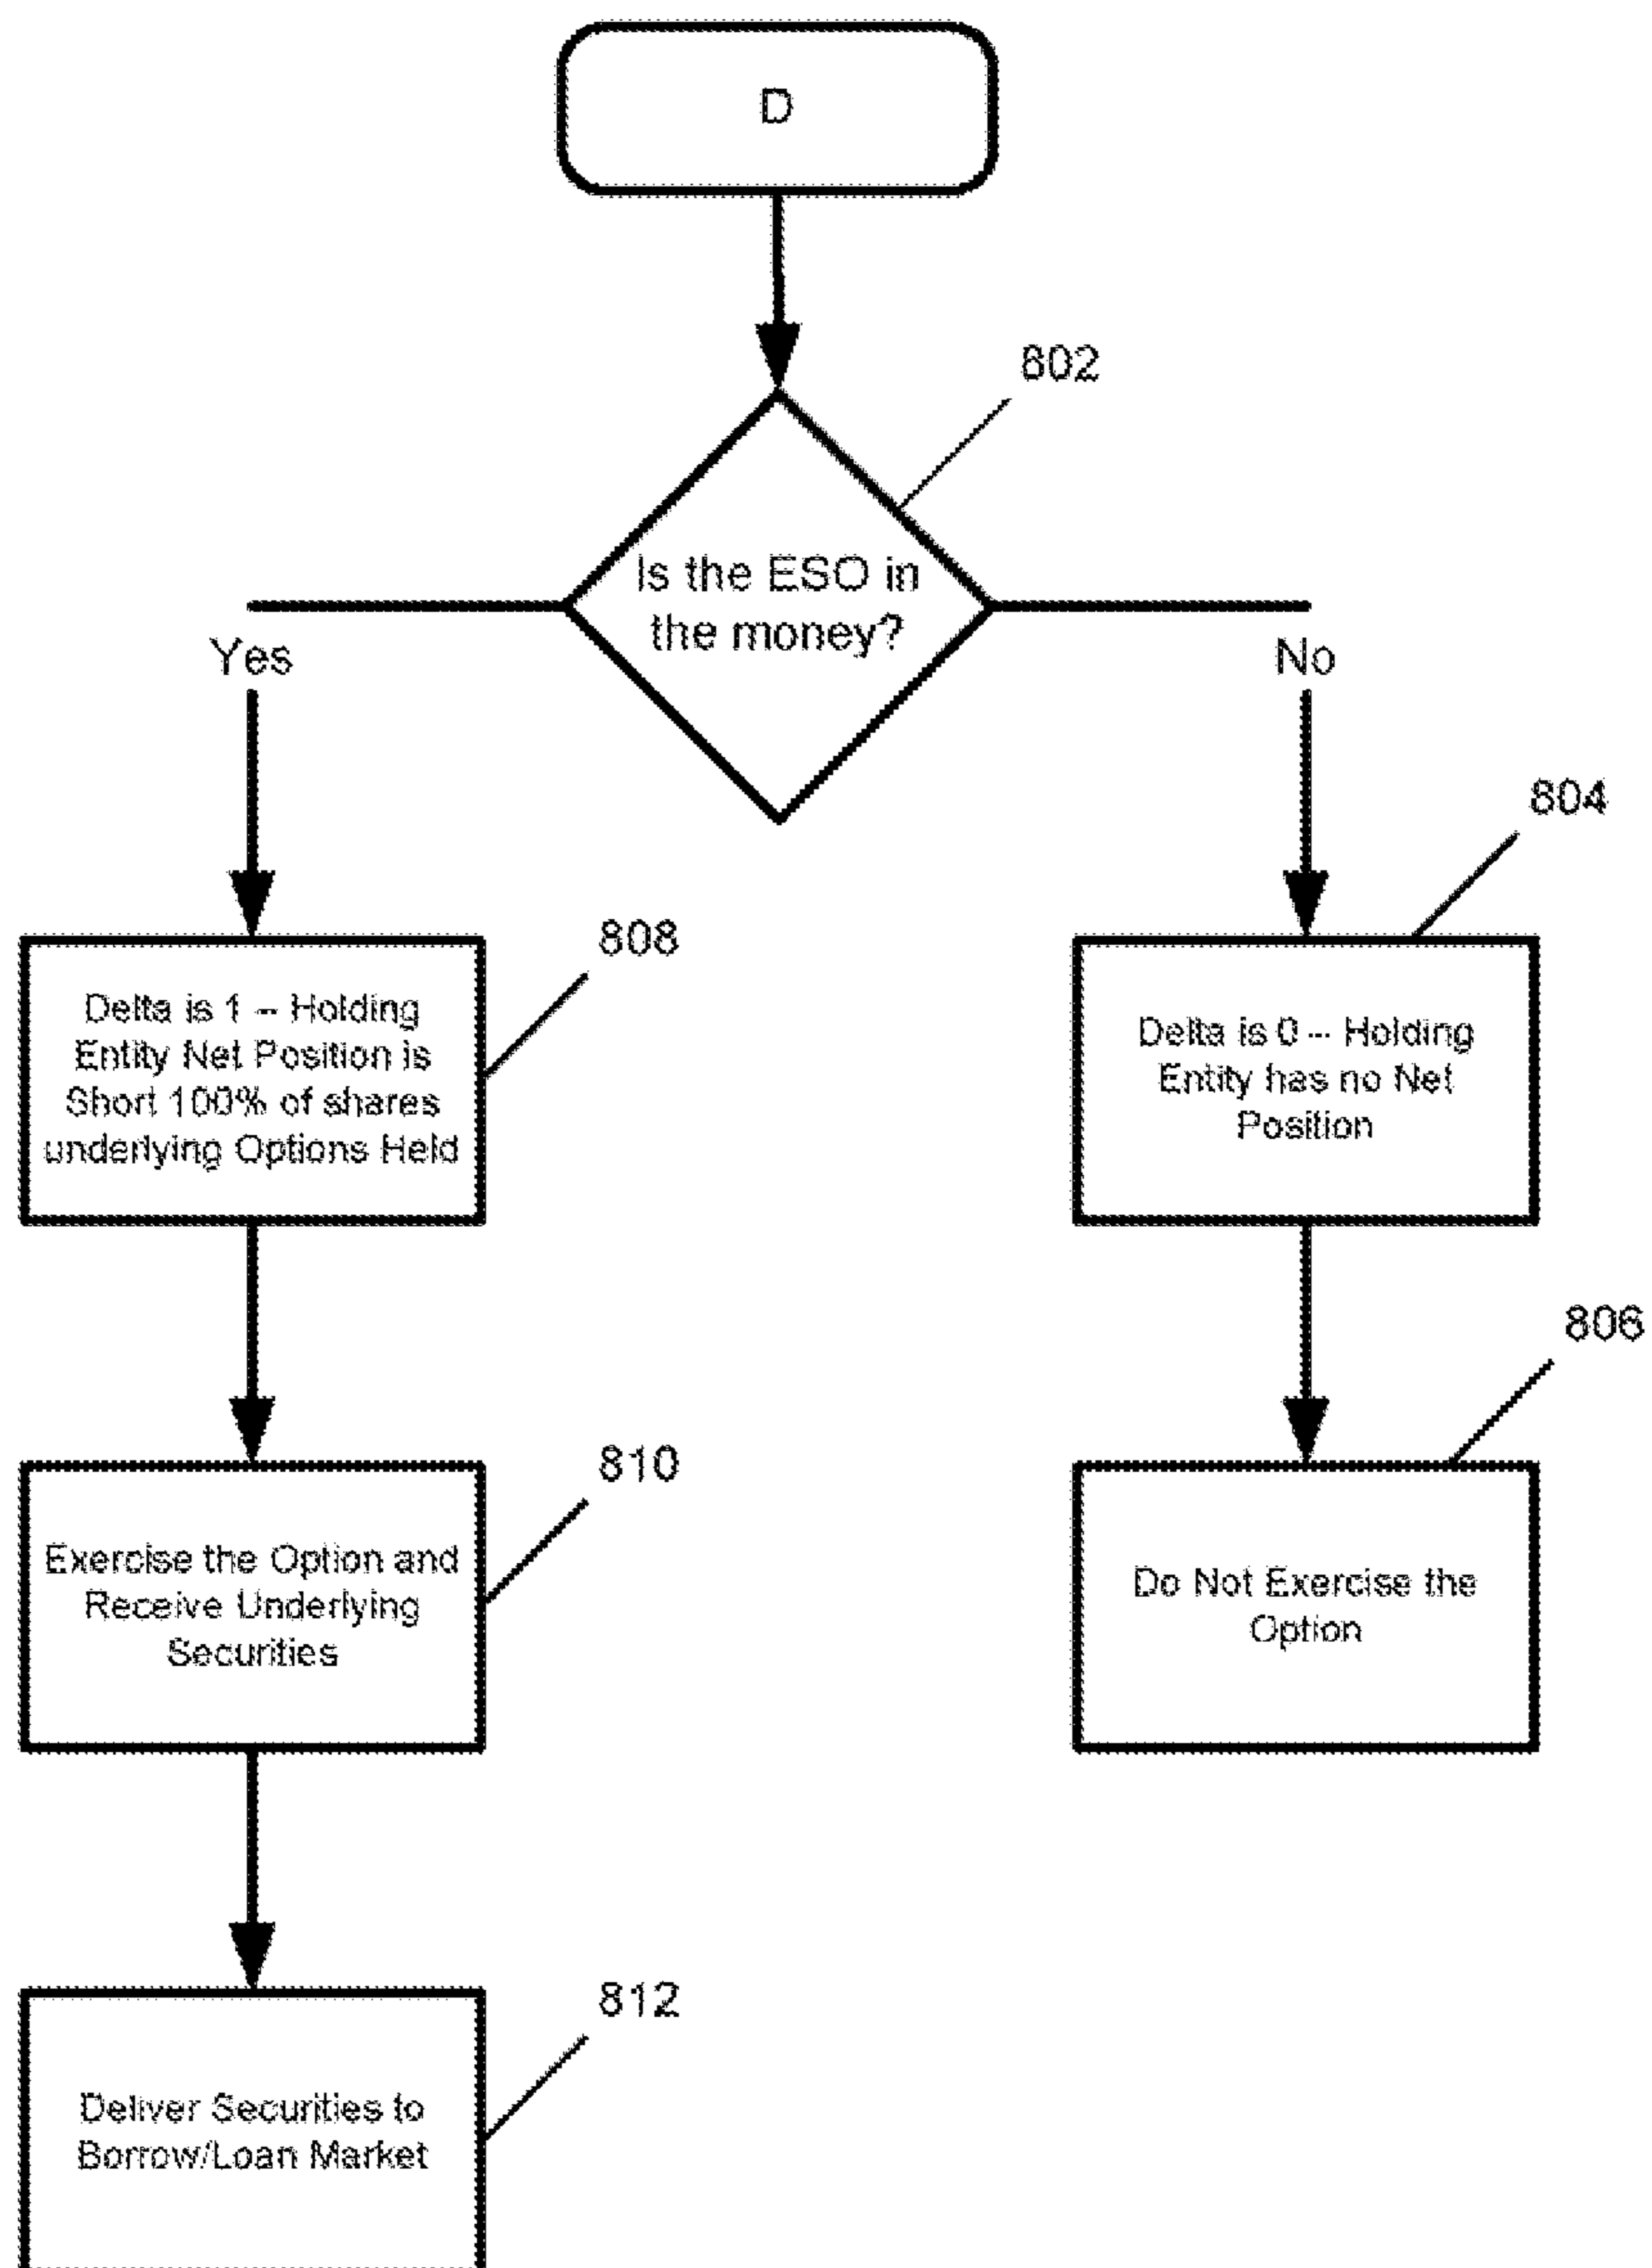 D
802
Is the ESO in
the money?
Yes
No
804
808
Delta is 1 -- Holding
Entity Net Position is
Short 100% of shares
underlying Options Held
Delta is 0 -- Holding
Entity has no Net
Position
806
810
Exercise the Option and
Receive Underlying
Securities
Do Not Exercise the
Option
812
Deliver Securities to
Borrow/Loan Market